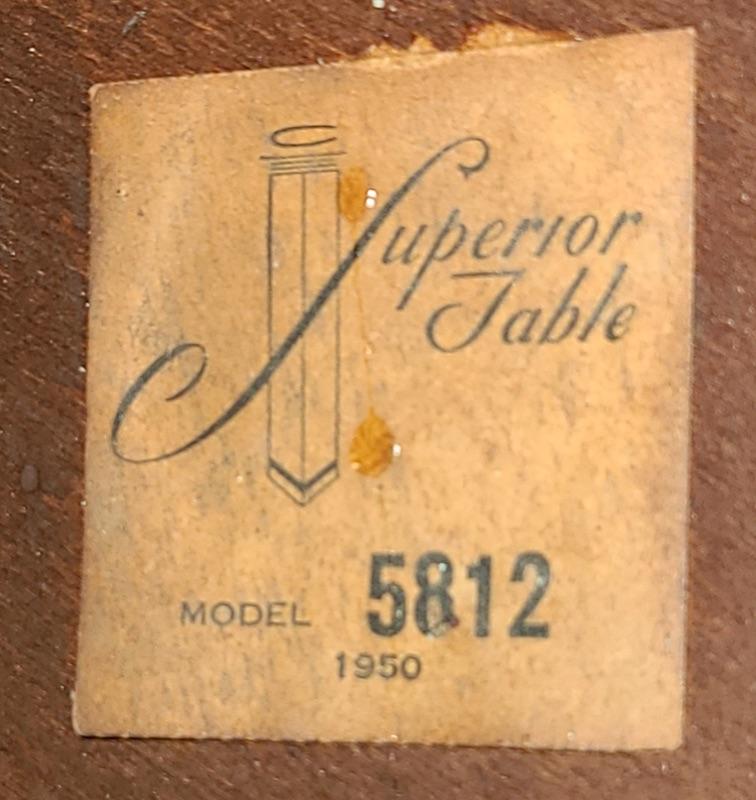 Superior
Table
MODEL 5812
1950